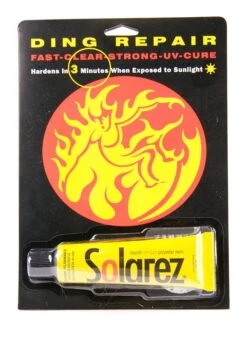 DING REPAIR
FAST-CLEAR-STRONG-UV-CURE
Hardens In 3 Minutes When Exposed to Sunlight
Solarez